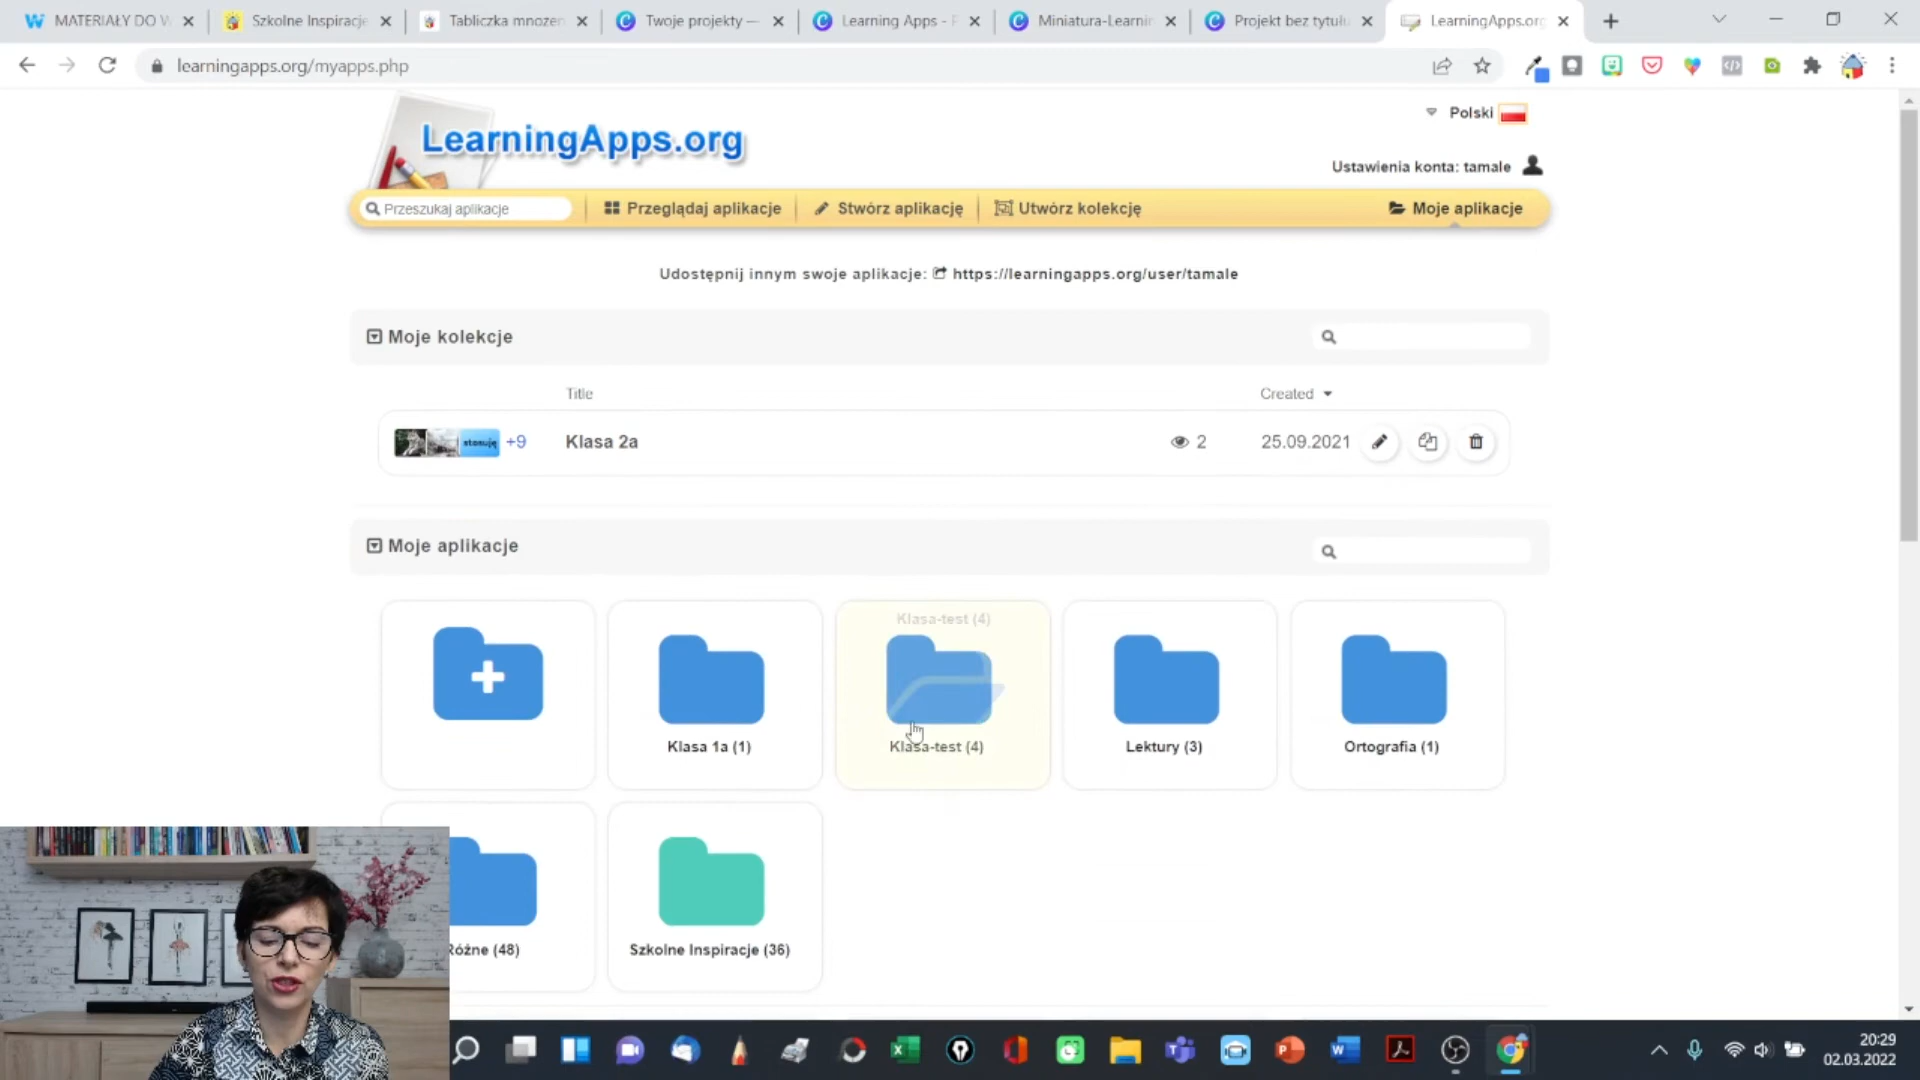 MATERIAŁY DO W
Szkolne Inspiracje
Tabliczka mnożen
Twoje projekty —
Learning Apps - F
Miniatura-Learnin
Projekt bez tytułu
LearningApps.org
learningapps.org/myapps.php
LearningApps.org
Polski
Ustawienia konta: tamale
Przeszukaj aplikacje
Przeglądaj aplikacje
Stwórz aplikację
Utwórz kolekcję
Moje aplikacje
Udostępnij innym swoje aplikacje: https://learningapps.org/user/tamale
Moje kolekcje
Title
Created
stosuję
+9
Klasa 2a
2
25.09.2021
Moje aplikacje
Klasa-test (4)
Klasa 1a (1)
Klasa-test (4)
Lektury (3)
Ortografia (1)
Różne (48)
Szkolne Inspiracje (36)
20:29
02.03.2022